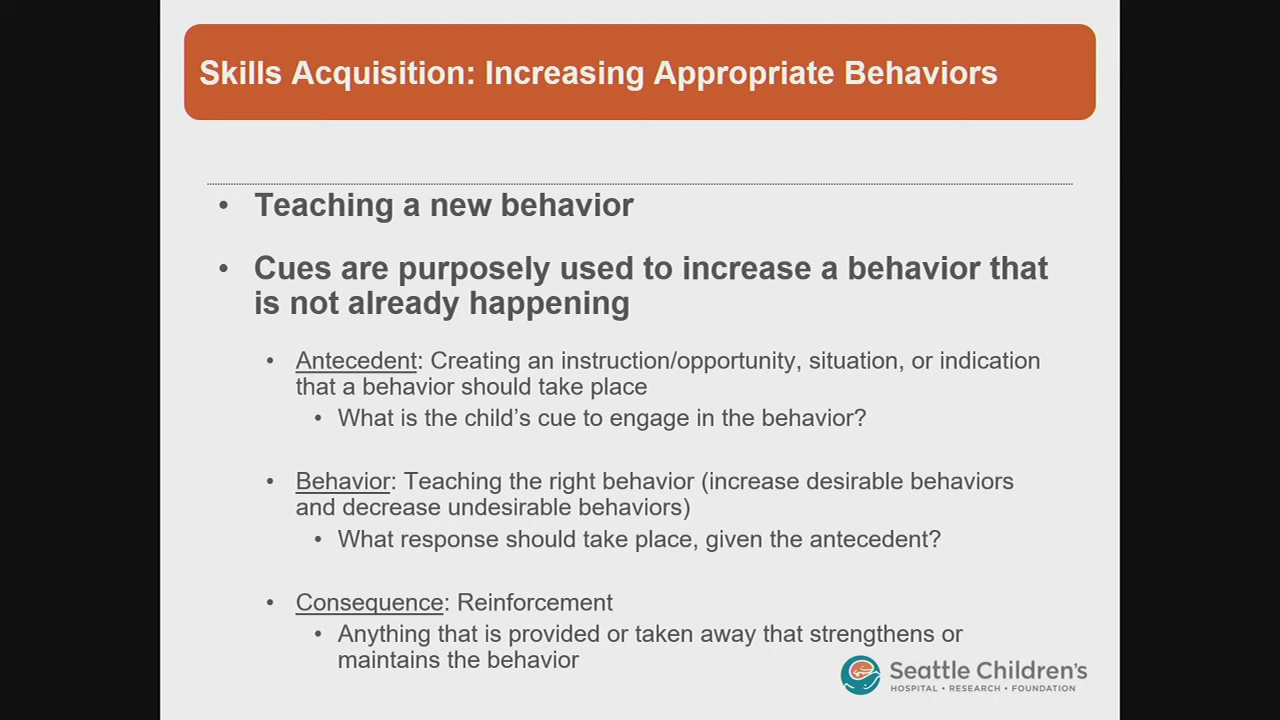 Skills Acquisition: Increasing Appropriate Behaviors
• Teaching a new behavior
• Cues are purposely used to increase a behavior that
is not already happening
• Antecedent: Creating an instruction/opportunity, situation, or indication
that a behavior should take place
• What is the child’s cue to engage in the behavior?
• Behavior: Teaching the right behavior (increase desirable behaviors
and decrease undesirable behaviors)
• What response should take place, given the antecedent?
• Consequence: Reinforcement
• Anything that is provided or taken away that strengthens or
maintains the behavior
Seattle Children’s
HOSPITAL • RESEARCH • FOUNDATION